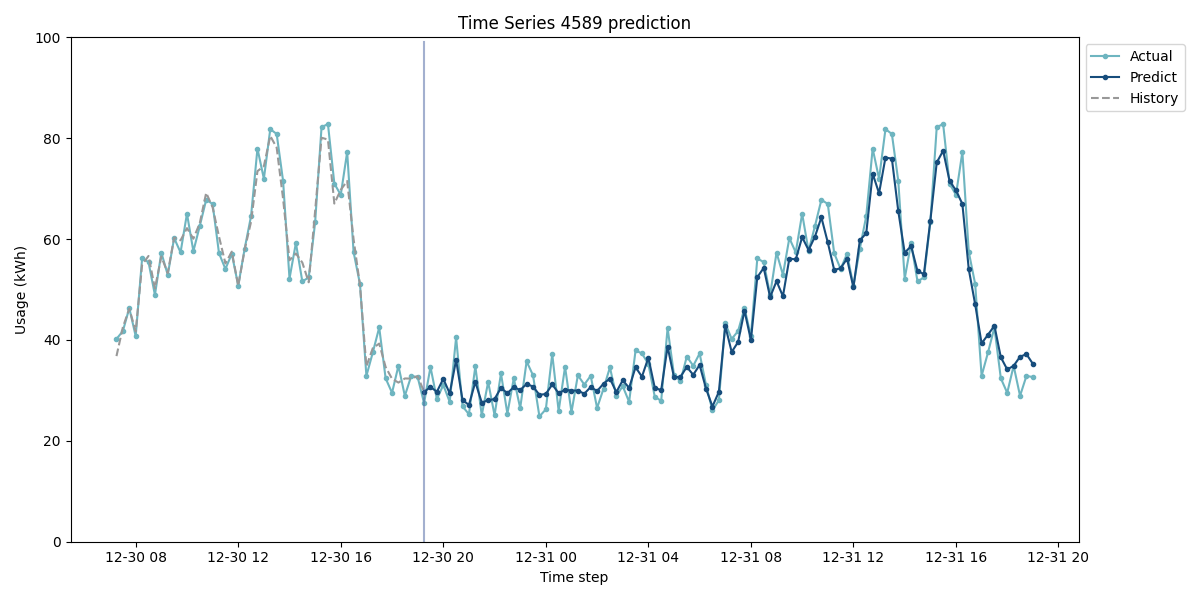 Time Series 4589 prediction
100
80
60
40
20
0
Usage (kWh)
12-30 08
12-30 12
12-30 16
12-30 20
12-31 00
12-31 04
12-31 08
12-31 12
12-31 16
12-31 20
Time step
Actual
Predict
History